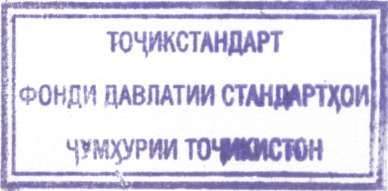 ТОҶИКСТАНДАРТ
ФОНДИ ДАВЛАТИИ СТАНДАРТҲОИ
ҶУМҲУРИИ ТОҶИКИСТОН